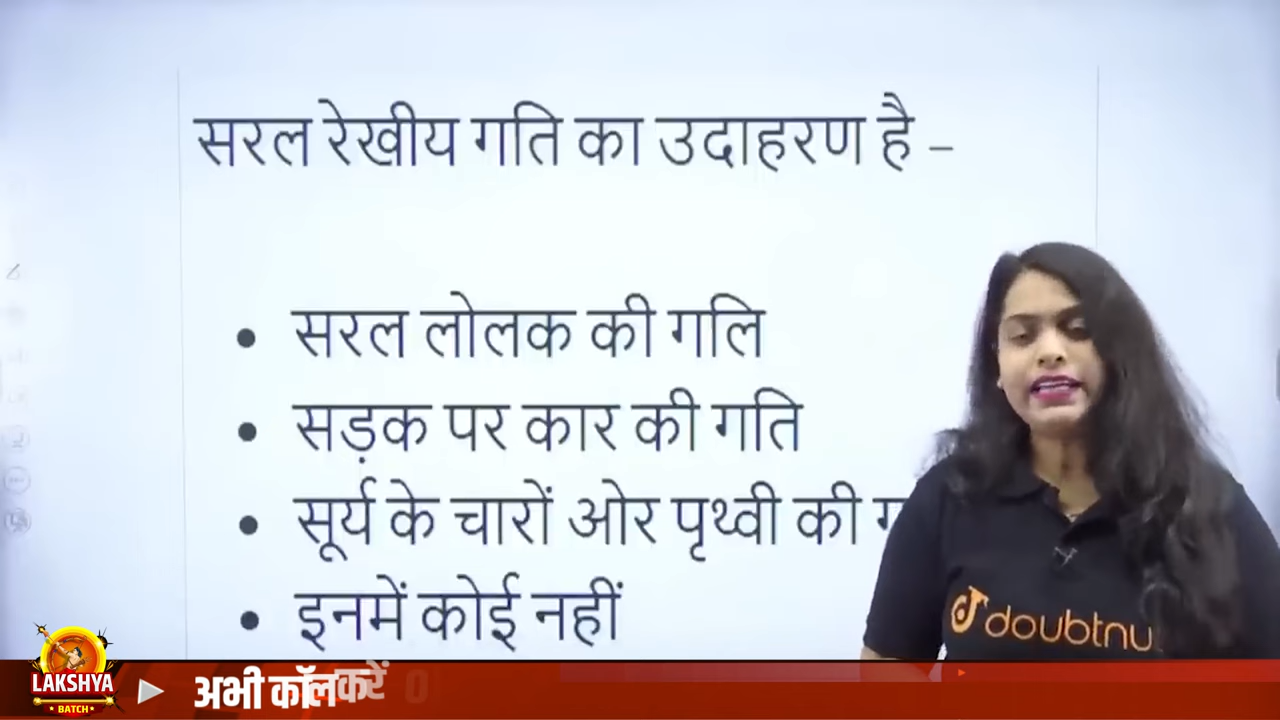 सरल रेखीय गति का उदाहरण है –
• सरल लोलक की गलि
• सड़क पर कार की गति
• सूर्य के चारों ओर पृथ्वी की
• इनमें कोई नहीं
doubtnu
LAKSHYA
BATCH
अभी कॉल करें